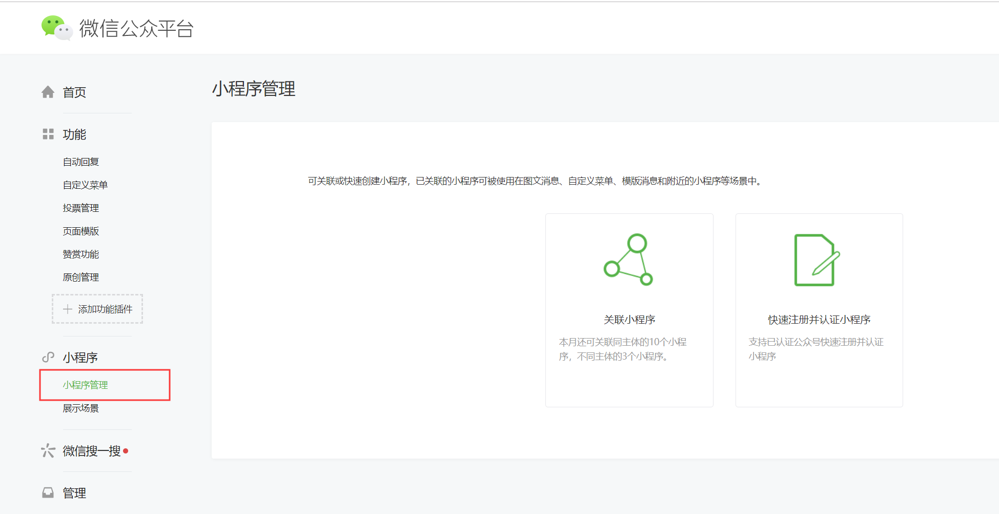 微信公众平台
首页
功能
自动回复
自定义菜单
投票管理
页面模版
赞赏功能
原创管理
添加功能插件
小程序
小程序管理
展示场景
微信搜一搜
管理
小程序管理
可关联或快速创建小程序，已关联的小程序可被使用在图文消息、自定义菜单、模版消息和附近的小程序等场景中。
关联小程序
本月还可关联同主体的10个小程
序，不同主体的3个小程序。
快速注册并认证小程序
支持已认证公众号快速注册并认证
小程序